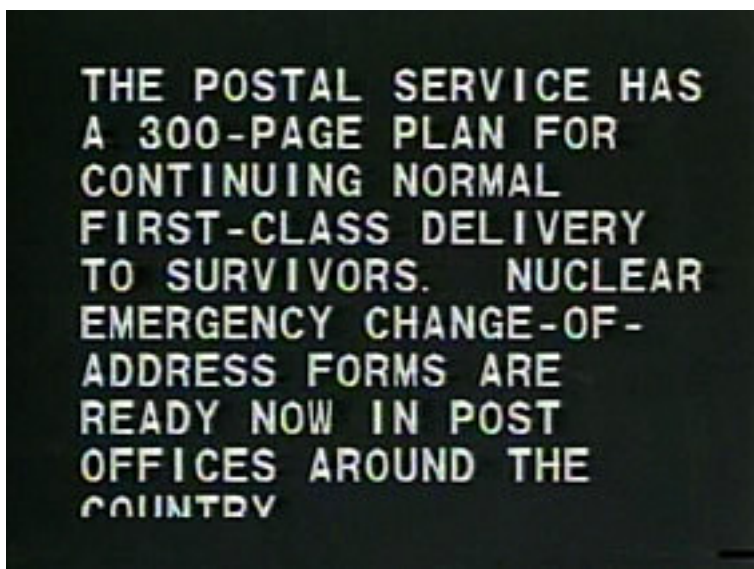 THE POSTAL SERVICE HAS
A 300-PAGE PLAN FOR
CONTINUING NORMAL
FIRST-CLASS DELIVERY
TO SURVIVORS.  NUCLEAR
EMERGENCY CHANGE-OF-
ADDRESS FORMS ARE
READY NOW IN POST
OFFICES AROUND THE
COUNTRY